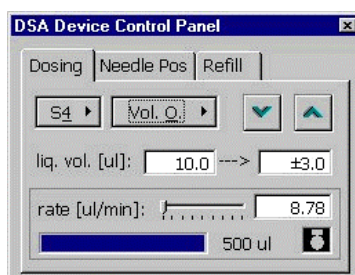 DSA Device Control Panel
Dosing Needle Pos Refill
S4 Vol. O.
liq. vol. [ul]: 10.0 ---> ±3.0
rate [ul/min]: 8.78
500 ul